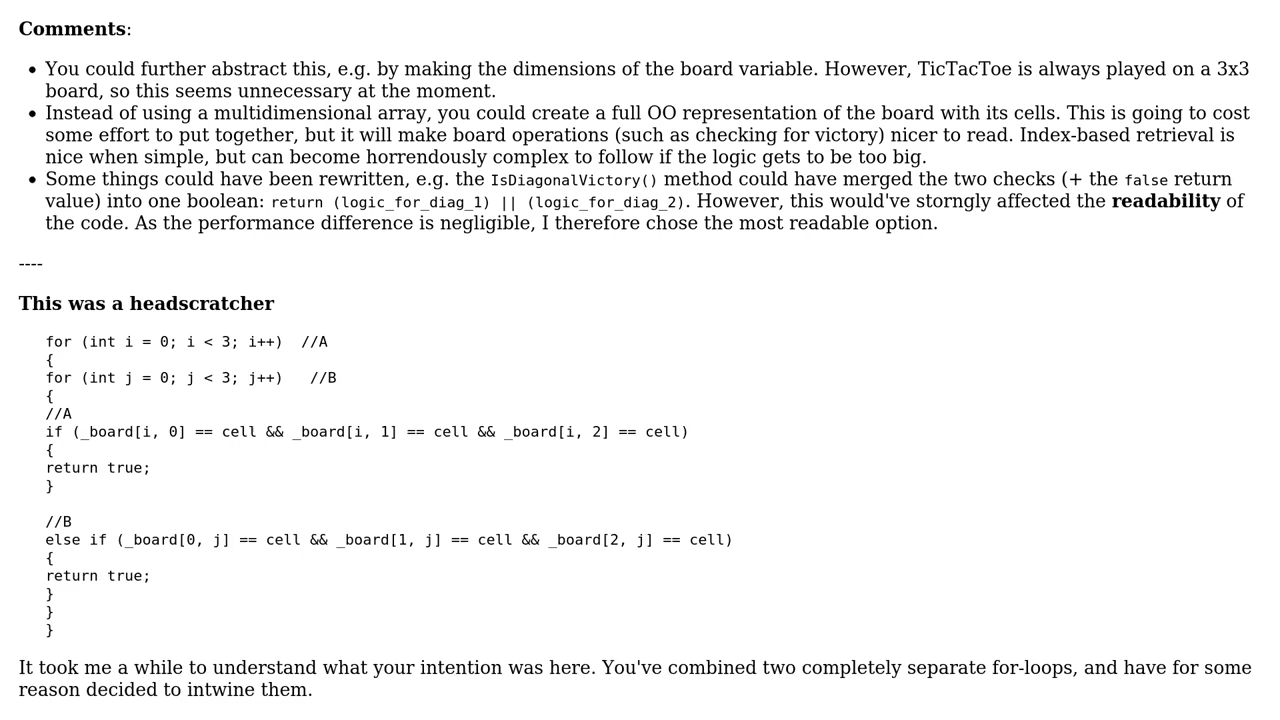 Comments:
• You could further abstract this, e.g. by making the dimensions of the board variable. However, TicTacToe is always played on a 3x3
board, so this seems unnecessary at the moment.
• Instead of using a multidimensional array, you could create a full OO representation of the board with its cells. This is going to cost
some effort to put together, but it will make board operations (such as checking for victory) nicer to read. Index-based retrieval is
nice when simple, but can become horrendously complex to follow if the logic gets to be too big.
• Some things could have been rewritten, e.g. the IsDiagonalVictory() method could have merged the two checks (+ the false return
value) into one boolean: return (logic_for_diag_1) || (logic_for_diag_2). However, this would've storngly affected the readability of
the code. As the performance difference is negligible, I therefore chose the most readable option.
----
This was a headscratcher
for (int i = 0; i < 3; i++)  //A
{
for (int j = 0; j < 3; j++)   //B
{
//A
if (_board[i, 0] == cell && _board[i, 1] == cell && _board[i, 2] == cell)
{
return true;
}
//B
else if (_board[0, j] == cell && _board[1, j] == cell && _board[2, j] == cell)
{
return true;
}
}
}
It took me a while to understand what your intention was here. You've combined two completely separate for-loops, and have for some
reason decided to intwine them.